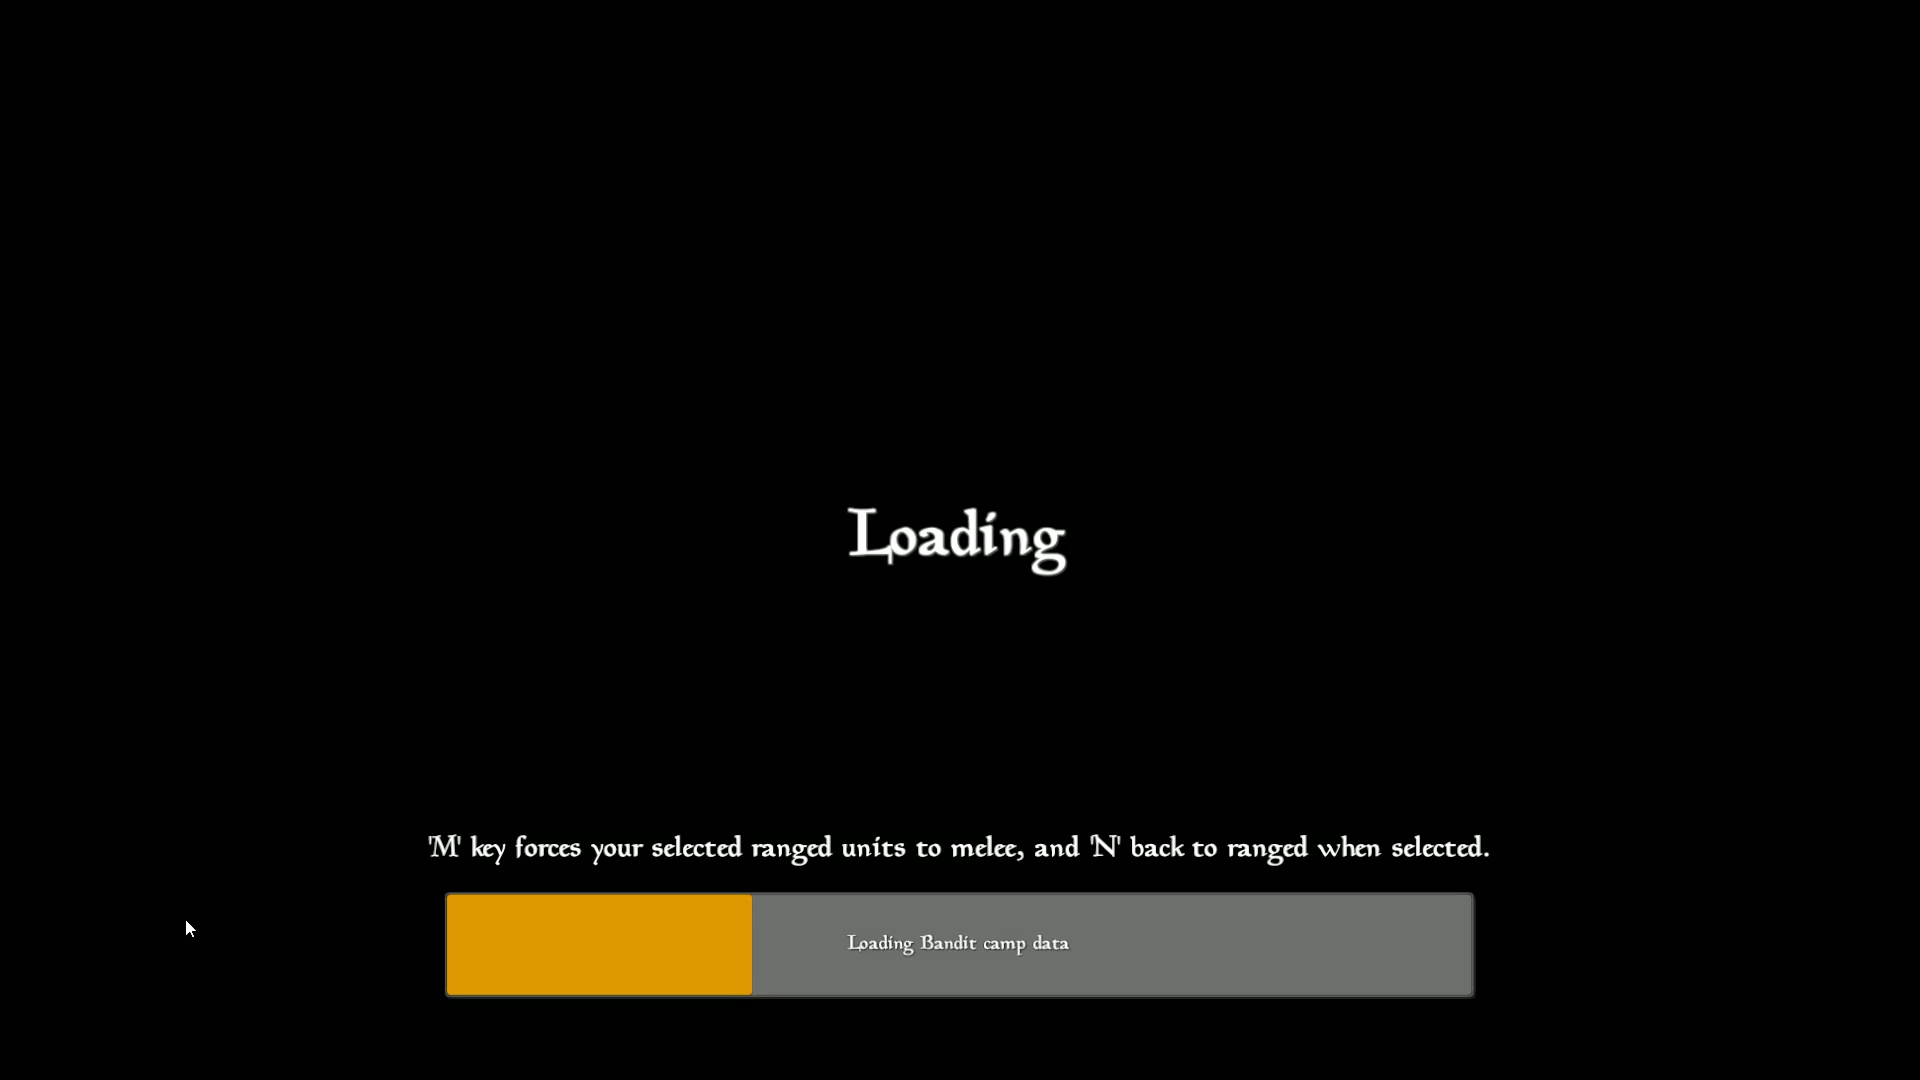 Loading
'M' key forces your selected ranged units to melee, and 'N' back to ranged when selected.
Loading Bandit camp data